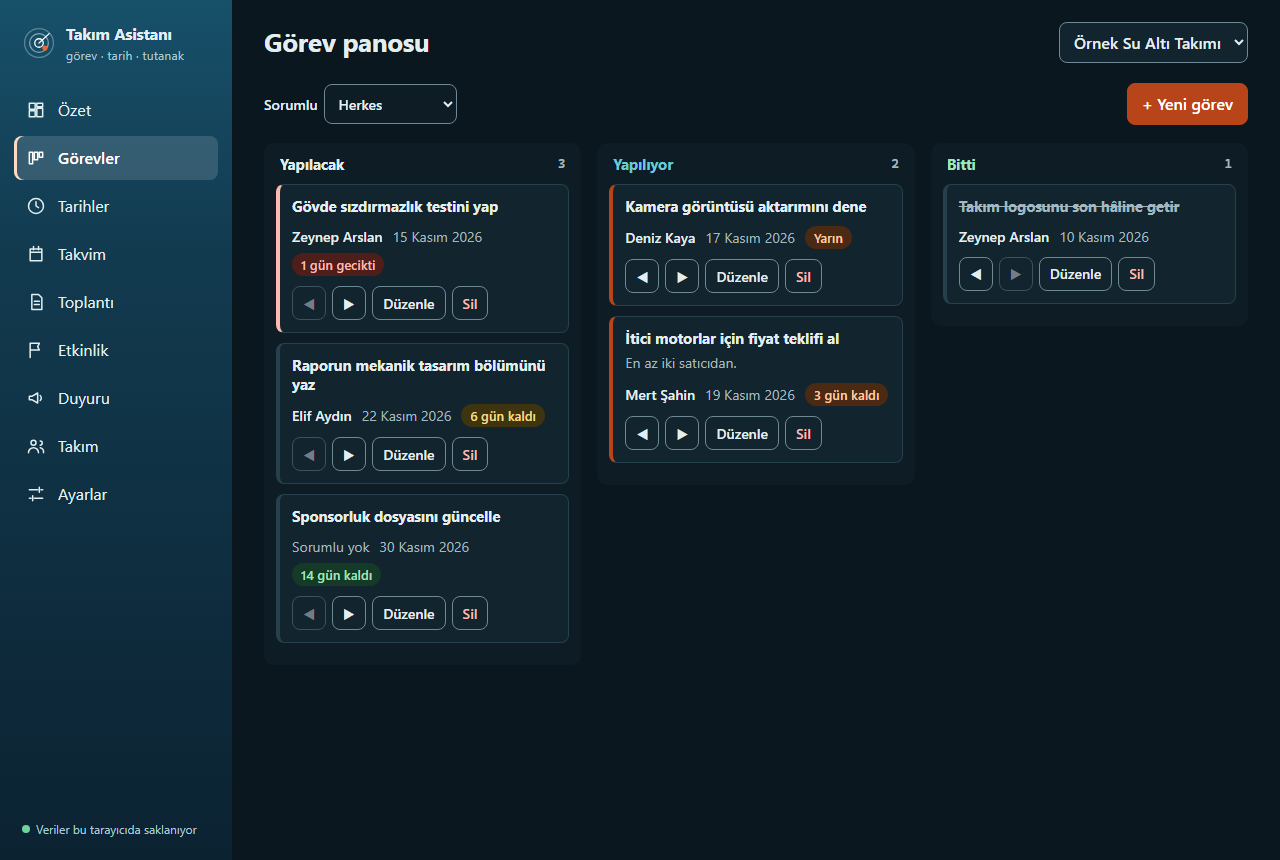 Takım Asistanı
görev · tarih · tutanak
Özet
Görevler
Tarihler
Takvim
Toplantı
Etkinlik
Duyuru
Takım
Ayarlar
Veriler bu tarayıcıda saklanıyor
Görev panosu
Örnek Su Altı Takımı
Sorumlu Herkes
+ Yeni görev
Yapılacak 3
Gövde sızdırmazlık testini yap
Zeynep Arslan 15 Kasım 2026
1 gün gecikti
◀ ▶ Düzenle Sil
Raporun mekanik tasarım bölümünü
yaz
Elif Aydın 22 Kasım 2026 6 gün kaldı
◀ ▶ Düzenle Sil
Sponsorluk dosyasını güncelle
Sorumlu yok 30 Kasım 2026
14 gün kaldı
◀ ▶ Düzenle Sil
Yapılıyor 2
Kamera görüntüsü aktarımını dene
Deniz Kaya 17 Kasım 2026 Yarın
◀ ▶ Düzenle Sil
İtici motorlar için fiyat teklifi al
En az iki satıcıdan.
Mert Şahin 19 Kasım 2026 3 gün kaldı
◀ ▶ Düzenle Sil
Bitti 1
Takım logosunu son hâline getir
Zeynep Arslan 10 Kasım 2026
◀ ▶ Düzenle Sil